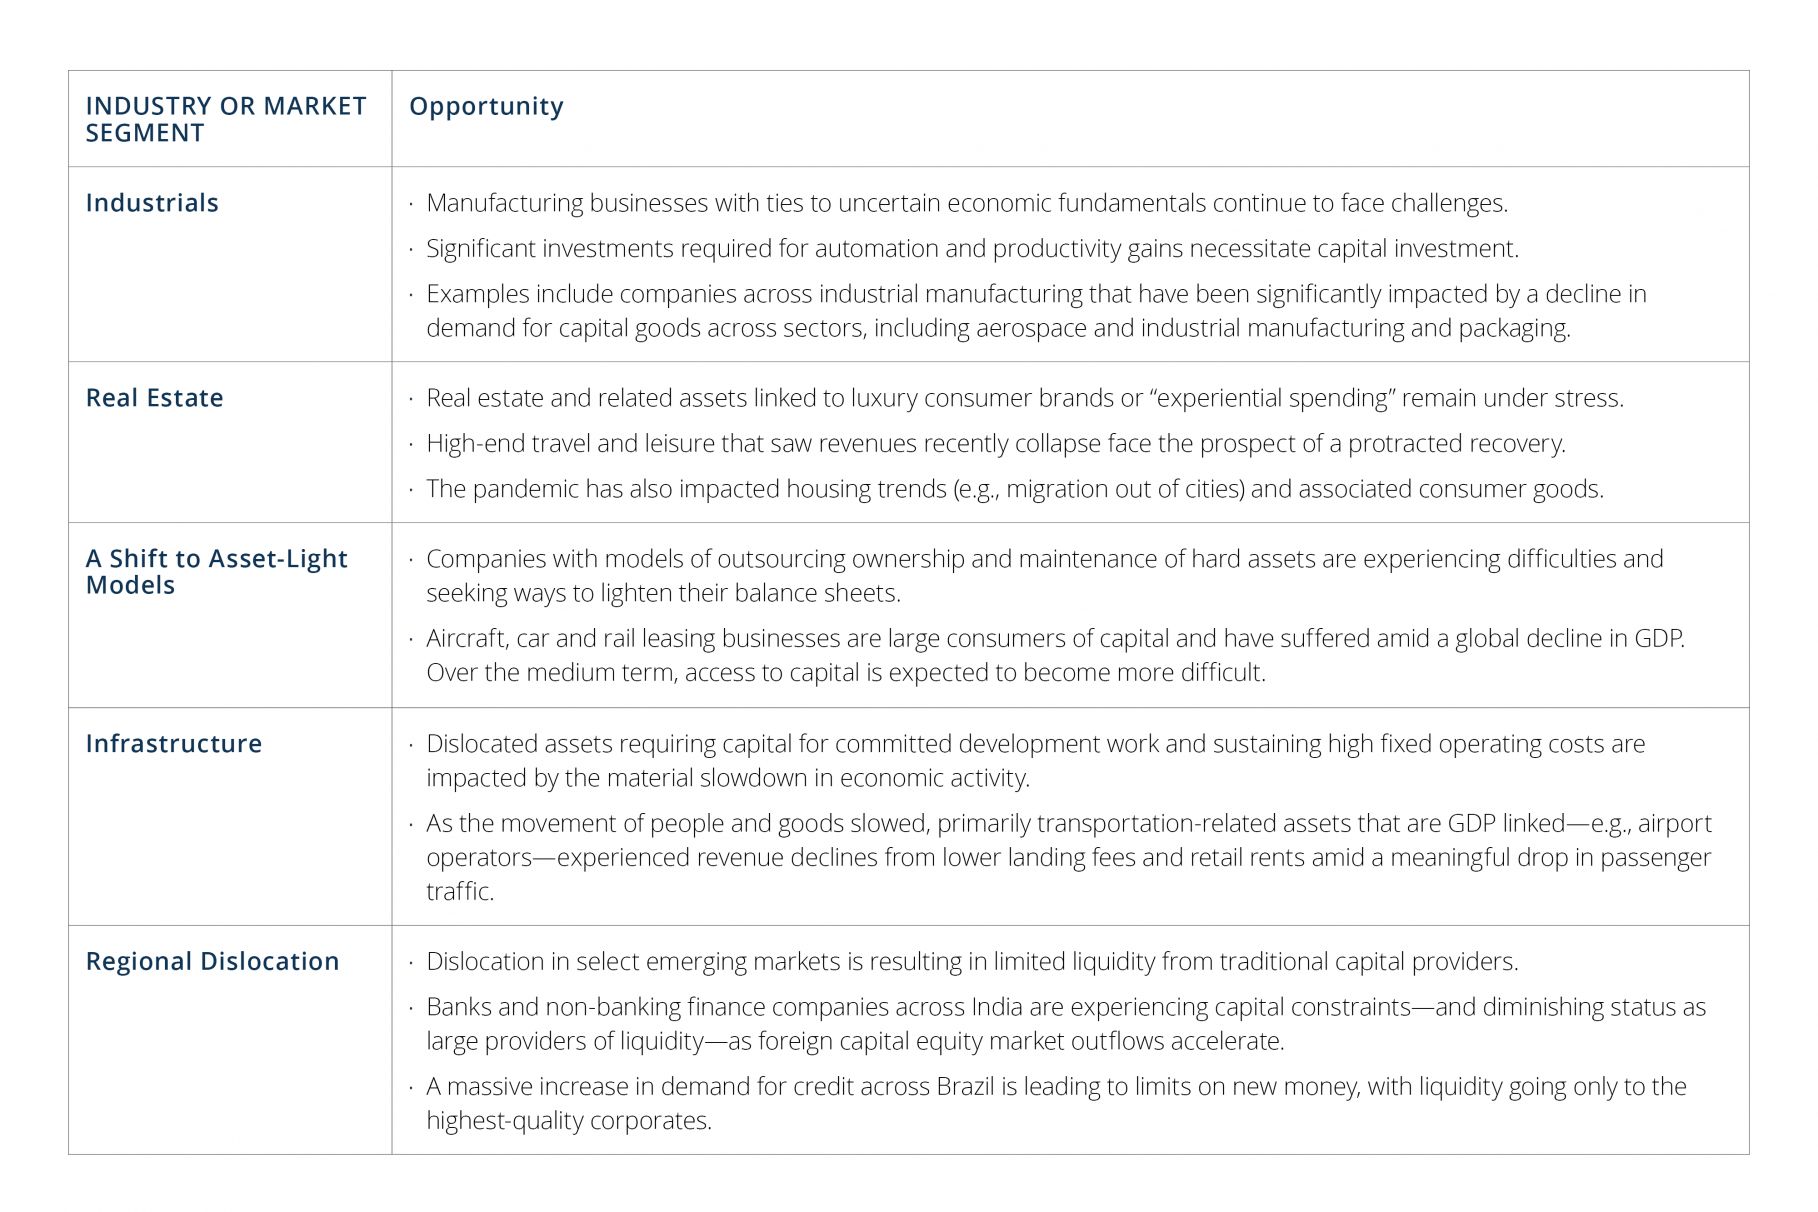 INDUSTRY OR MARKET
SEGMENT
Opportunity
Industrials
· Manufacturing businesses with ties to uncertain economic fundamentals continue to face challenges.
· Significant investments required for automation and productivity gains necessitate capital investment.
· Examples include companies across industrial manufacturing that have been significantly impacted by a decline in
demand for capital goods across sectors, including aerospace and industrial manufacturing and packaging.
Real Estate
· Real estate and related assets linked to luxury consumer brands or “experiential spending” remain under stress.
· High-end travel and leisure that saw revenues recently collapse face the prospect of a protracted recovery.
· The pandemic has also impacted housing trends (e.g., migration out of cities) and associated consumer goods.
A Shift to Asset-Light
Models
· Companies with models of outsourcing ownership and maintenance of hard assets are experiencing difficulties and
seeking ways to lighten their balance sheets.
· Aircraft, car and rail leasing businesses are large consumers of capital and have suffered amid a global decline in GDP.
Over the medium term, access to capital is expected to become more difficult.
Infrastructure
· Dislocated assets requiring capital for committed development work and sustaining high fixed operating costs are
impacted by the material slowdown in economic activity.
· As the movement of people and goods slowed, primarily transportation-related assets that are GDP linked—e.g., airport
operators—experienced revenue declines from lower landing fees and retail rents amid a meaningful drop in passenger
traffic.
Regional Dislocation
· Dislocation in select emerging markets is resulting in limited liquidity from traditional capital providers.
· Banks and non-banking finance companies across India are experiencing capital constraints—and diminishing status as
large providers of liquidity—as foreign capital equity market outflows accelerate.
· A massive increase in demand for credit across Brazil is leading to limits on new money, with liquidity going only to the
highest-quality corporates.